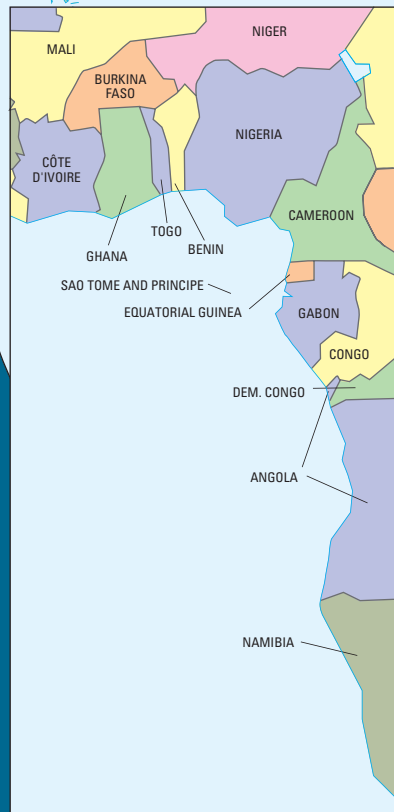 MALI
NIGER
BURKINA
FASO
NIGERIA
CÔTE
D'IVOIRE
CAMEROON
TOGO
BENIN
GHANA
SAO TOME AND PRINCIPE
EQUATORIAL GUINEA
GABON
CONGO
DEM. CONGO
ANGOLA
NAMIBIA